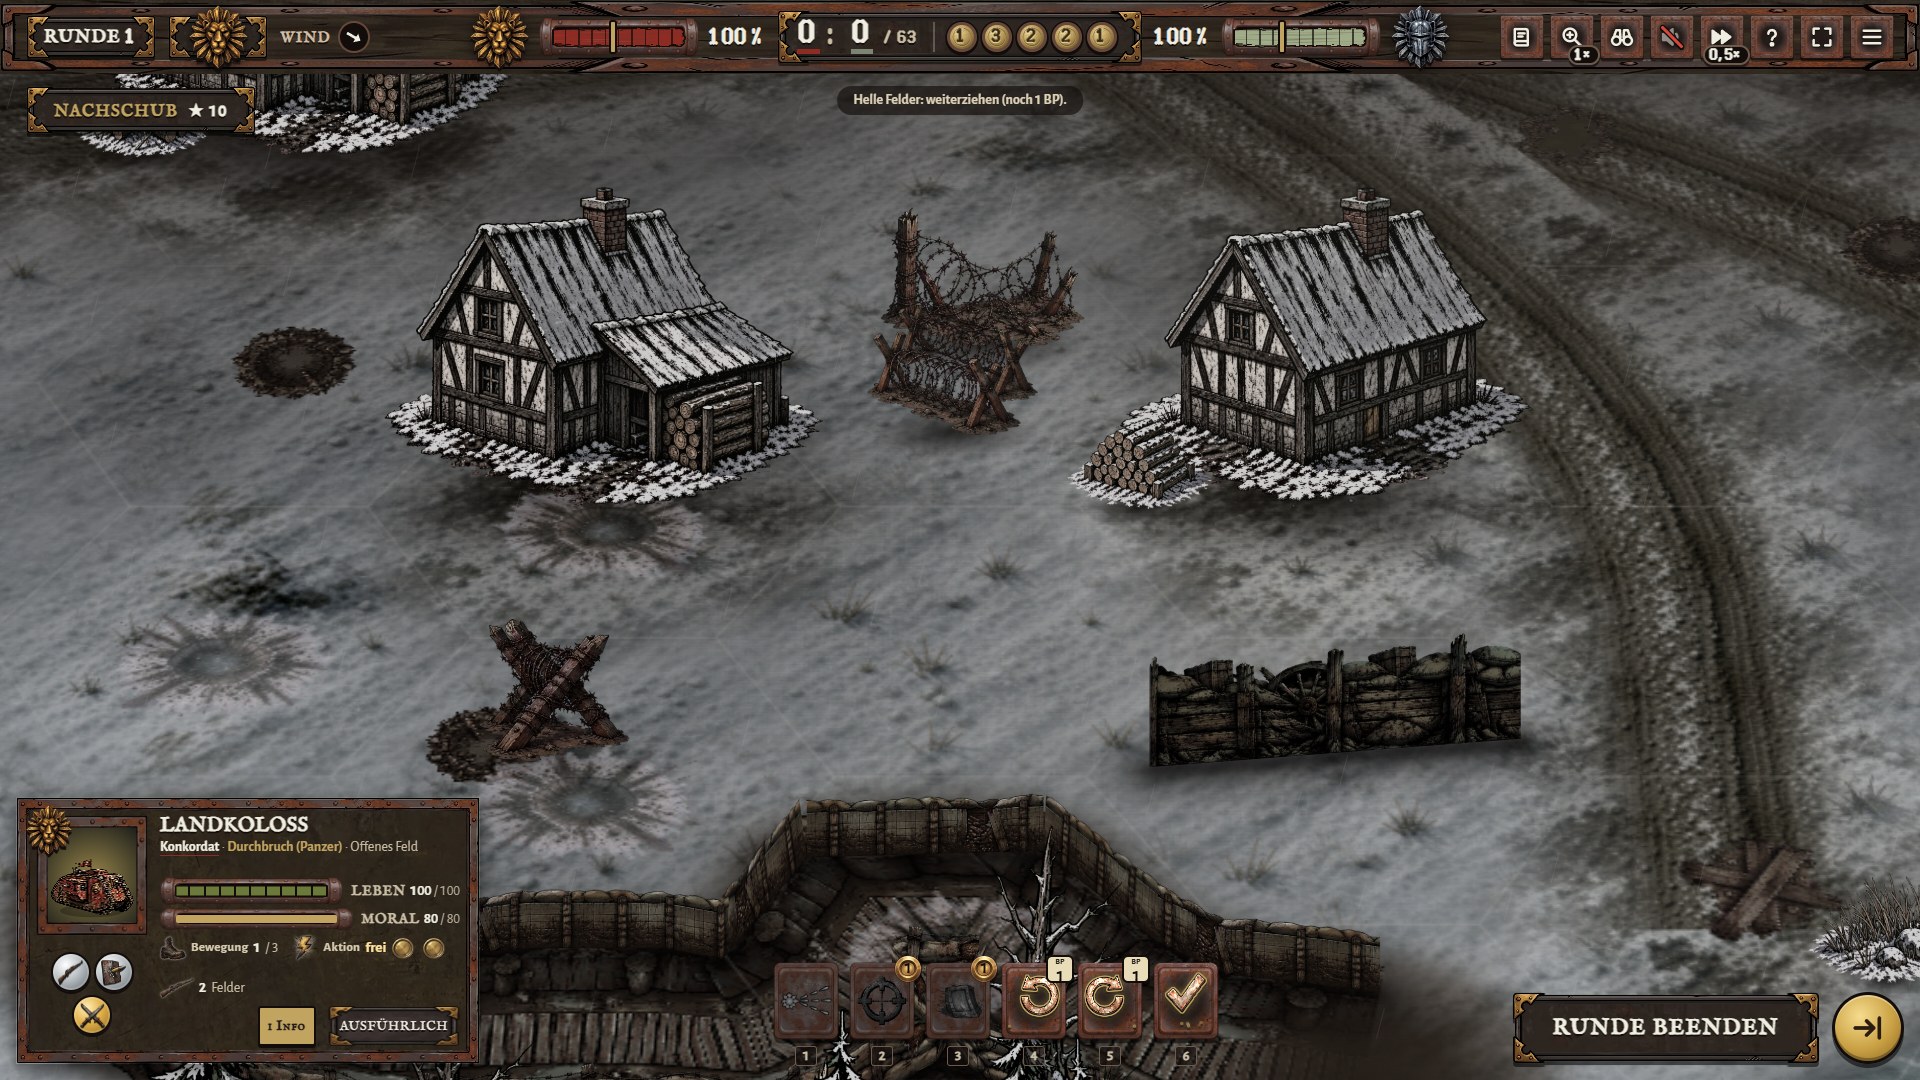 RUNDE 1
WIND
100%
0 : 0 / 63
1 3 2 2 1
100%
1×
0,5×
?
NACHSCHUB ★ 10
Helle Felder: weiterziehen (noch 1 BP).
LANDKOLOSS
Konkordat · Durchbruch (Panzer) · Offenes Feld
LEBEN 100/100
MORAL 80/80
Bewegung 1 / 3 Aktion frei
2 Felder
1 INFO
AUSFÜHRLICH
1 1 BP 1 BP 1
1 2 3 4 5 6
RUNDE BEENDEN